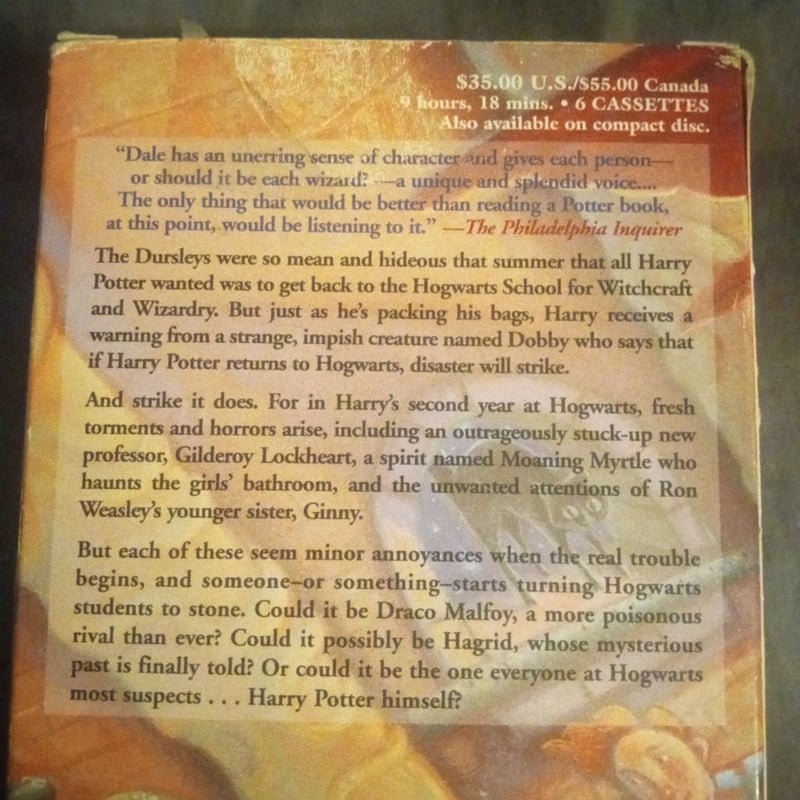 $35.00 U.S./$55.00 Canada
9 hours, 18 mins. • 6 CASSETTES
Also available on compact disc.
“Dale has an unerring sense of character and gives each person—
or should it be each wizard? —a unique and splendid voice....
The only thing that would be better than reading a Potter book,
at this point, would be listening to it.” —The Philadelphia Inquirer
The Dursleys were so mean and hideous that summer that all Harry
Potter wanted was to get back to the Hogwarts School for Witchcraft
and Wizardry. But just as he’s packing his bags, Harry receives a
warning from a strange, impish creature named Dobby who says that
if Harry Potter returns to Hogwarts, disaster will strike.
And strike it does. For in Harry’s second year at Hogwarts, fresh
torments and horrors arise, including an outrageously stuck-up new
professor, Gilderoy Lockheart, a spirit named Moaning Myrtle who
haunts the girls’ bathroom, and the unwanted attentions of Ron
Weasley’s younger sister, Ginny.
But each of these seem minor annoyances when the real trouble
begins, and someone–or something–starts turning Hogwarts
students to stone. Could it be Draco Malfoy, a more poisonous
rival than ever? Could it possibly be Hagrid, whose mysterious
past is finally told? Or could it be the one everyone at Hogwarts
most suspects . . . Harry Potter himself?